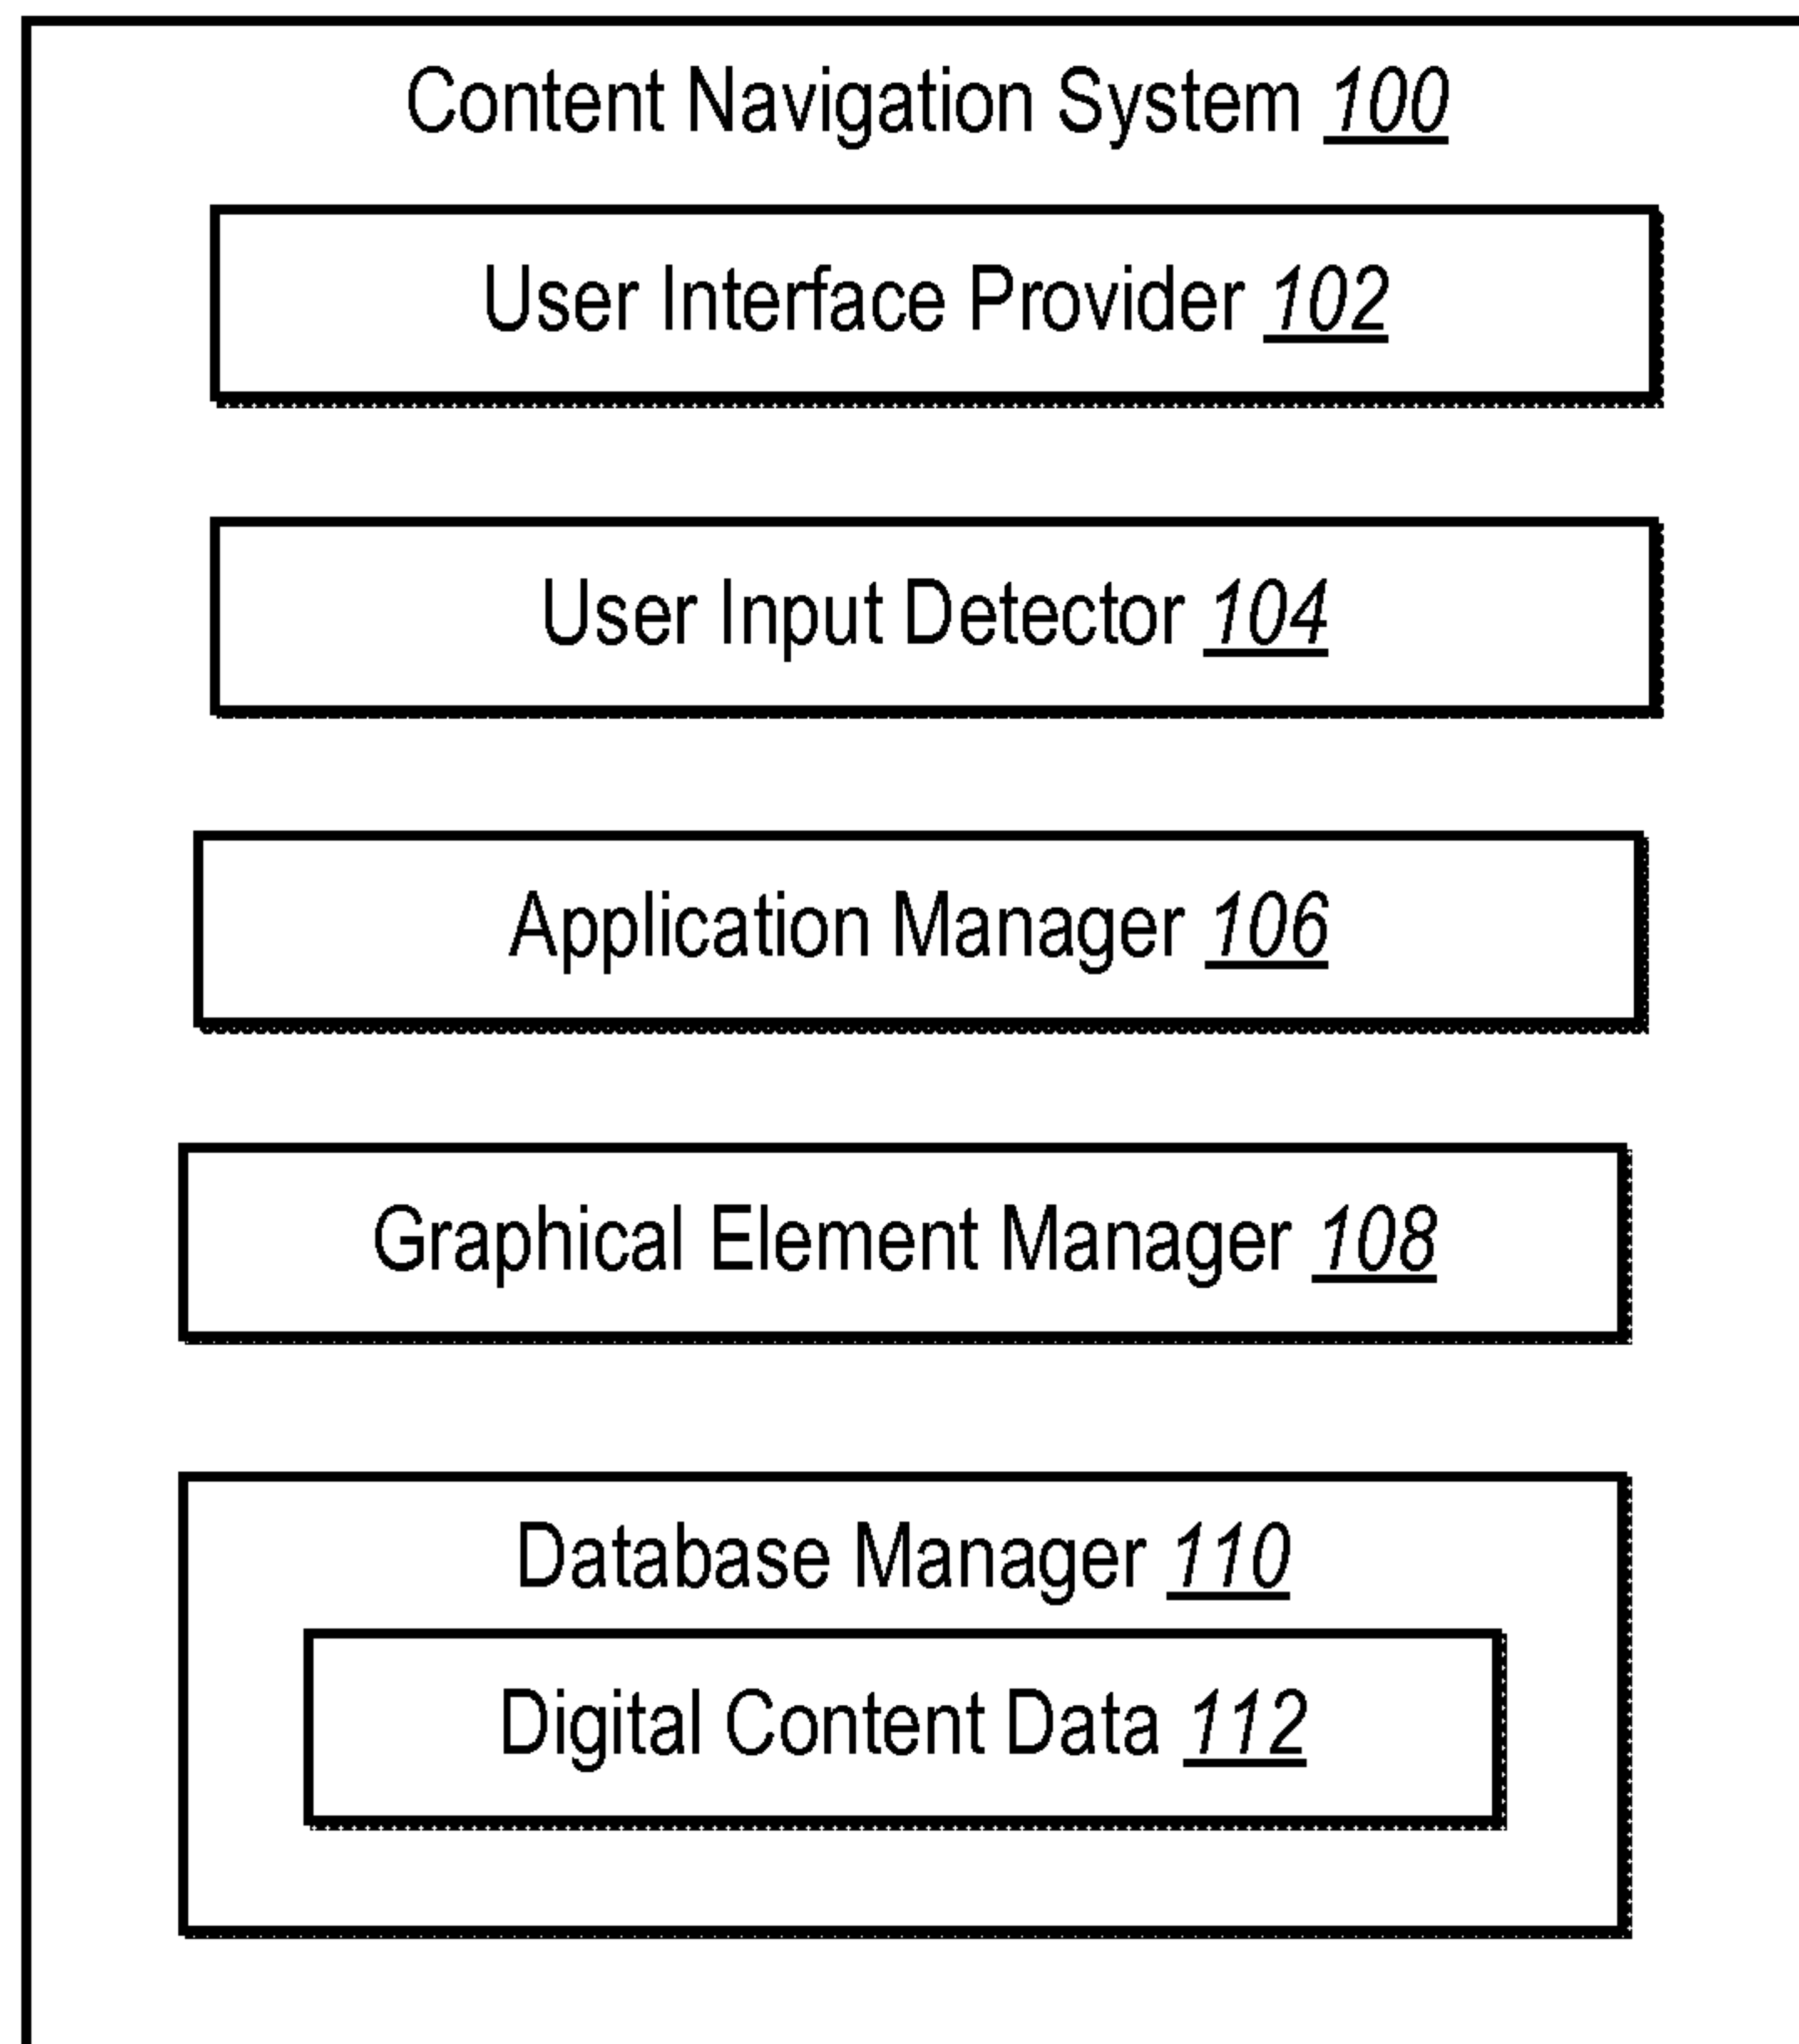 Content Navigation System 100
User Interface Provider 102
User Input Detector 104
Application Manager 106
Graphical Element Manager 108
Database Manager 110
Digital Content Data 112